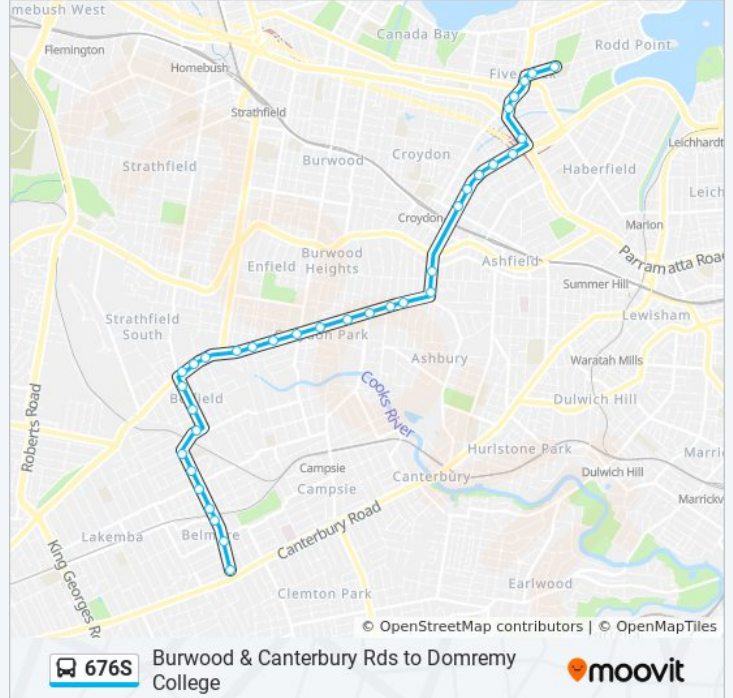 mebush West
Canada Bay
Rodd Point
Flemington
Homebush
Five
Strathfield
Leichhardt
Burwood
Croydon
Haberfield
Strathfield
Leich
Croydon
Marion
Parramatta Road
Burwood
Heights
Enfield
Ashfield
Summer Hill
Lewisham
Strathfield
South
Park
Ashbury
Waratah Mills
Cooks River
Dulwich Hill
Roberts Road
Hurlstone Park
Campsie
Canterbury
Dulwich Hill
Marri
Campsie
Marrickv
Canterbury Road
Lakemba
King Georges R
Earlwood
Clemton Park
© OpenStreetMap contributors | © OpenMapTiles
676S
Burwood & Canterbury Rds to Domremy
College
moovit